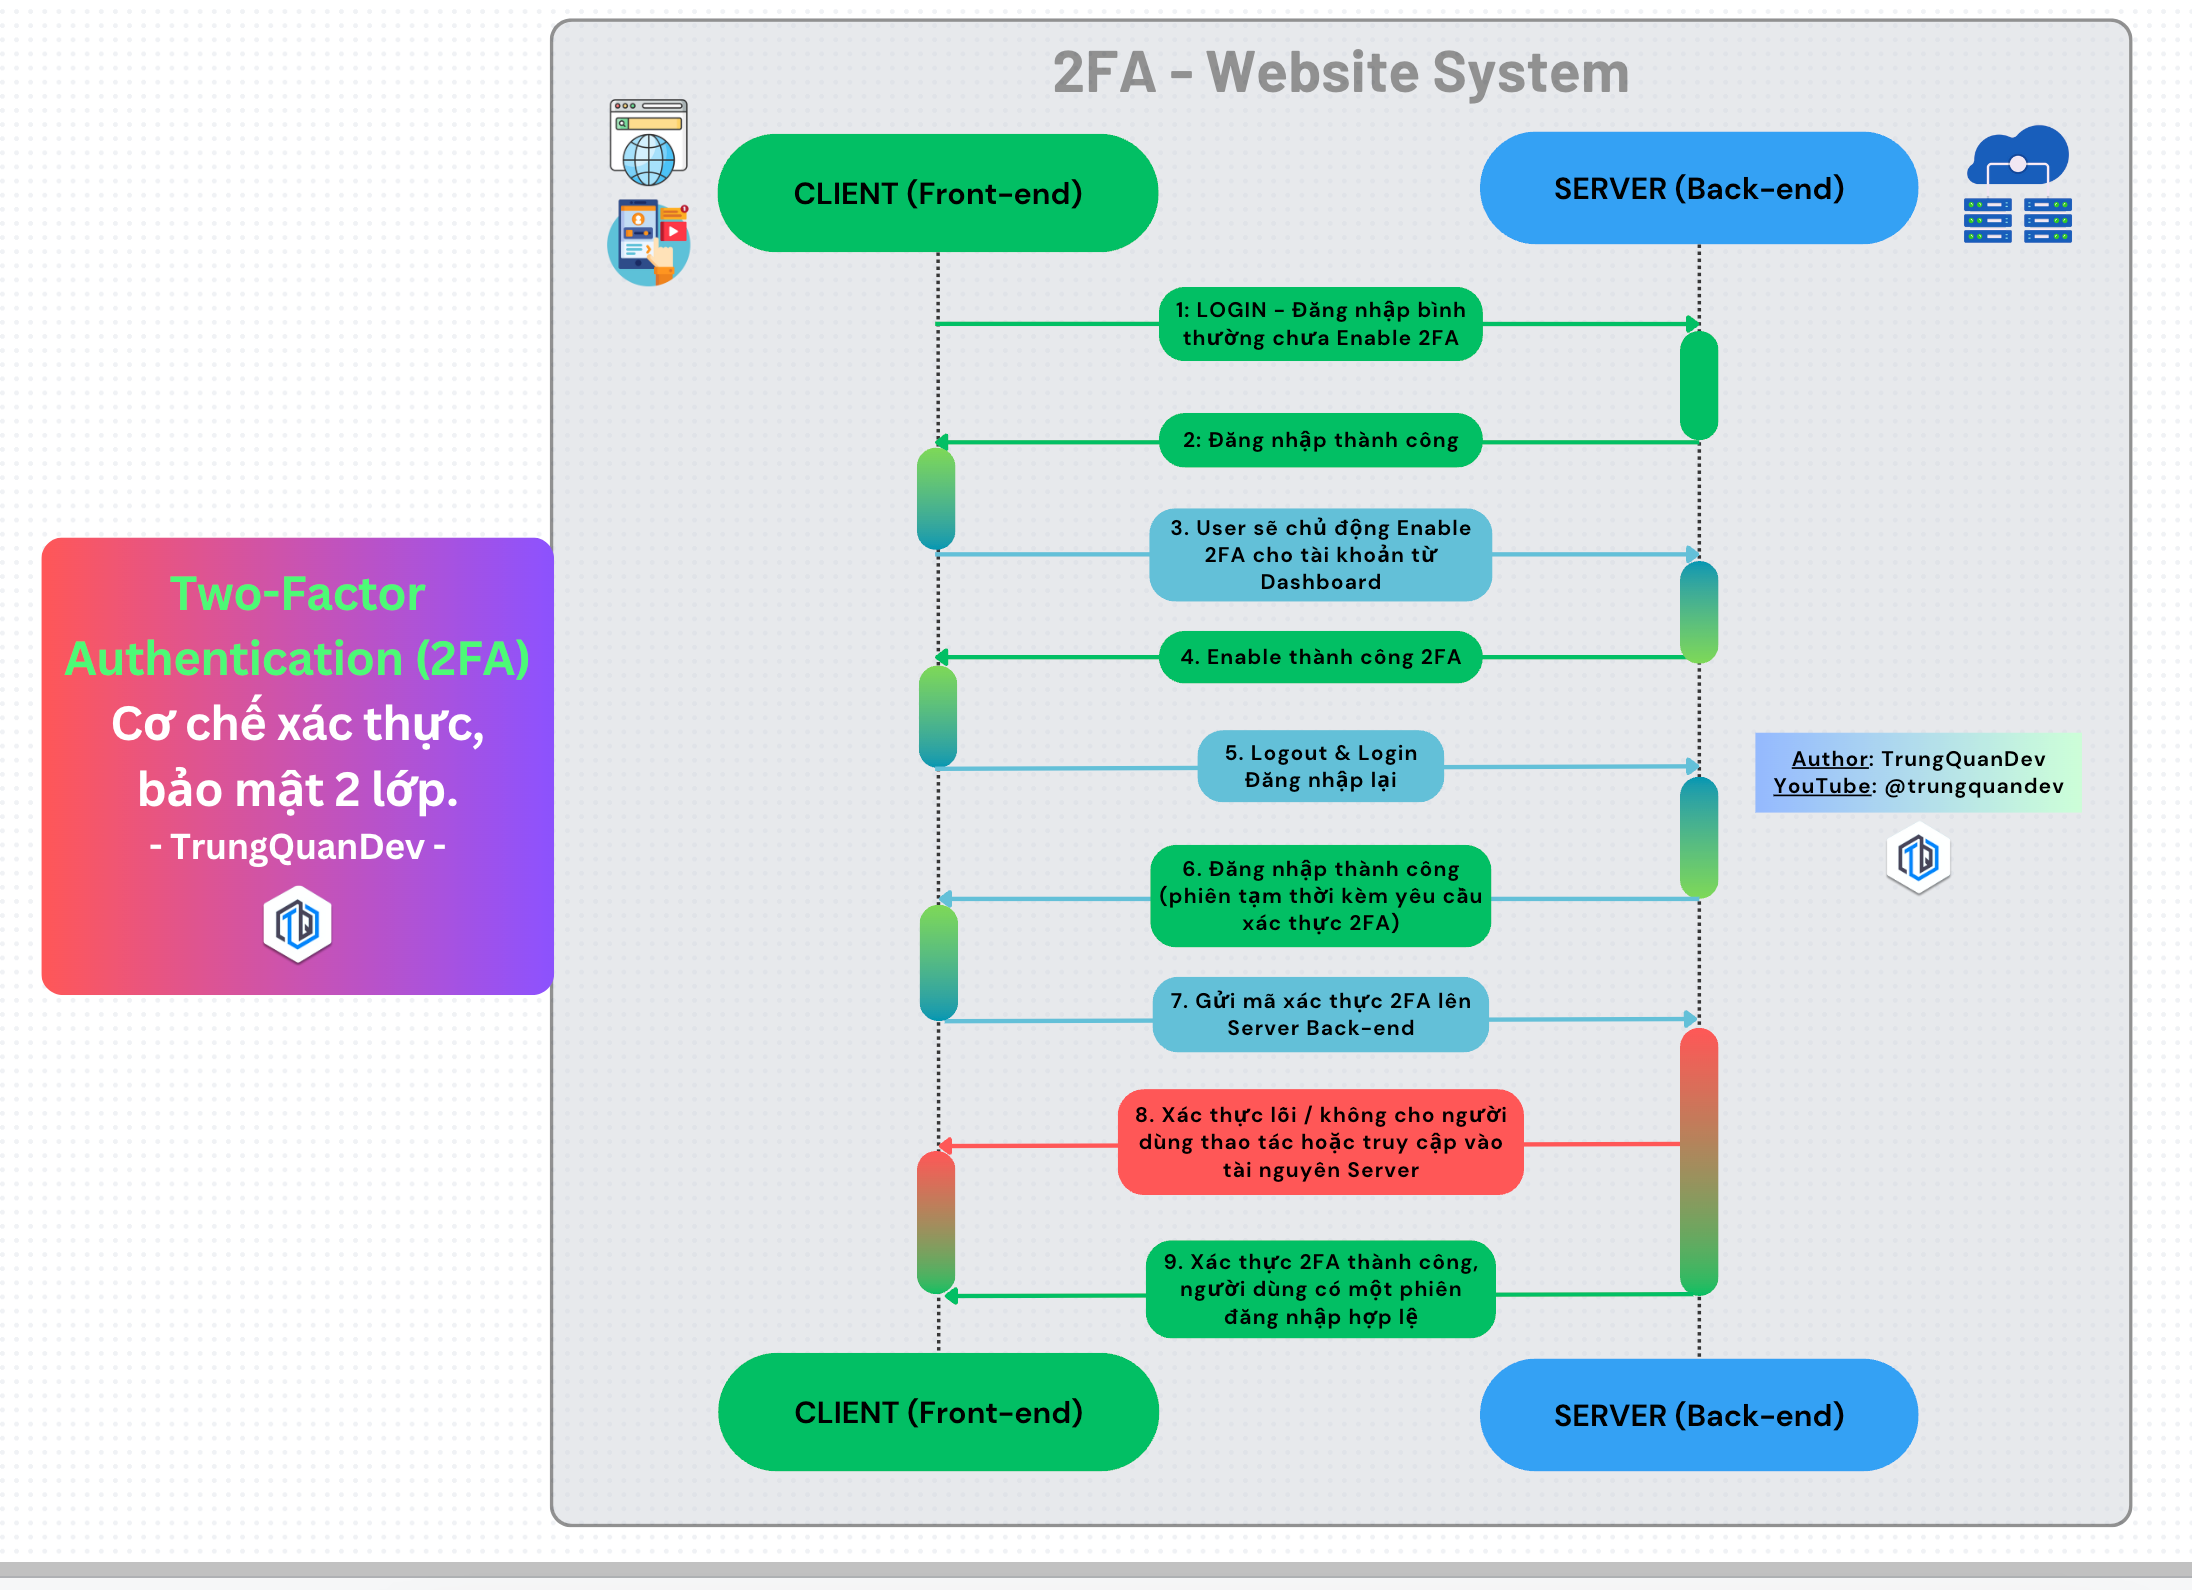 2FA - Website System
CLIENT (Front-end)
SERVER (Back-end)
1: LOGIN - Đăng nhập bình
thường chưa Enable 2FA
2: Đăng nhập thành công
3. User sẽ chủ động Enable
2FA cho tài khoản từ
Dashboard
4. Enable thành công 2FA
5. Logout & Login
Đăng nhập lại
6. Đăng nhập thành công
(phiên tạm thời kèm yêu cầu
xác thực 2FA)
7. Gửi mã xác thực 2FA lên
Server Back-end
8. Xác thực lỗi / không cho người
dùng thao tác hoặc truy cập vào
tài nguyên Server
9. Xác thực 2FA thành công,
người dùng có một phiên
đăng nhập hợp lệ
CLIENT (Front-end)
SERVER (Back-end)
Two-Factor
Authentication (2FA)
Cơ chế xác thực,
bảo mật 2 lớp.
- TrungQuanDev -
TQ
Author: TrungQuanDev
YouTube: @trungquandev
TQ